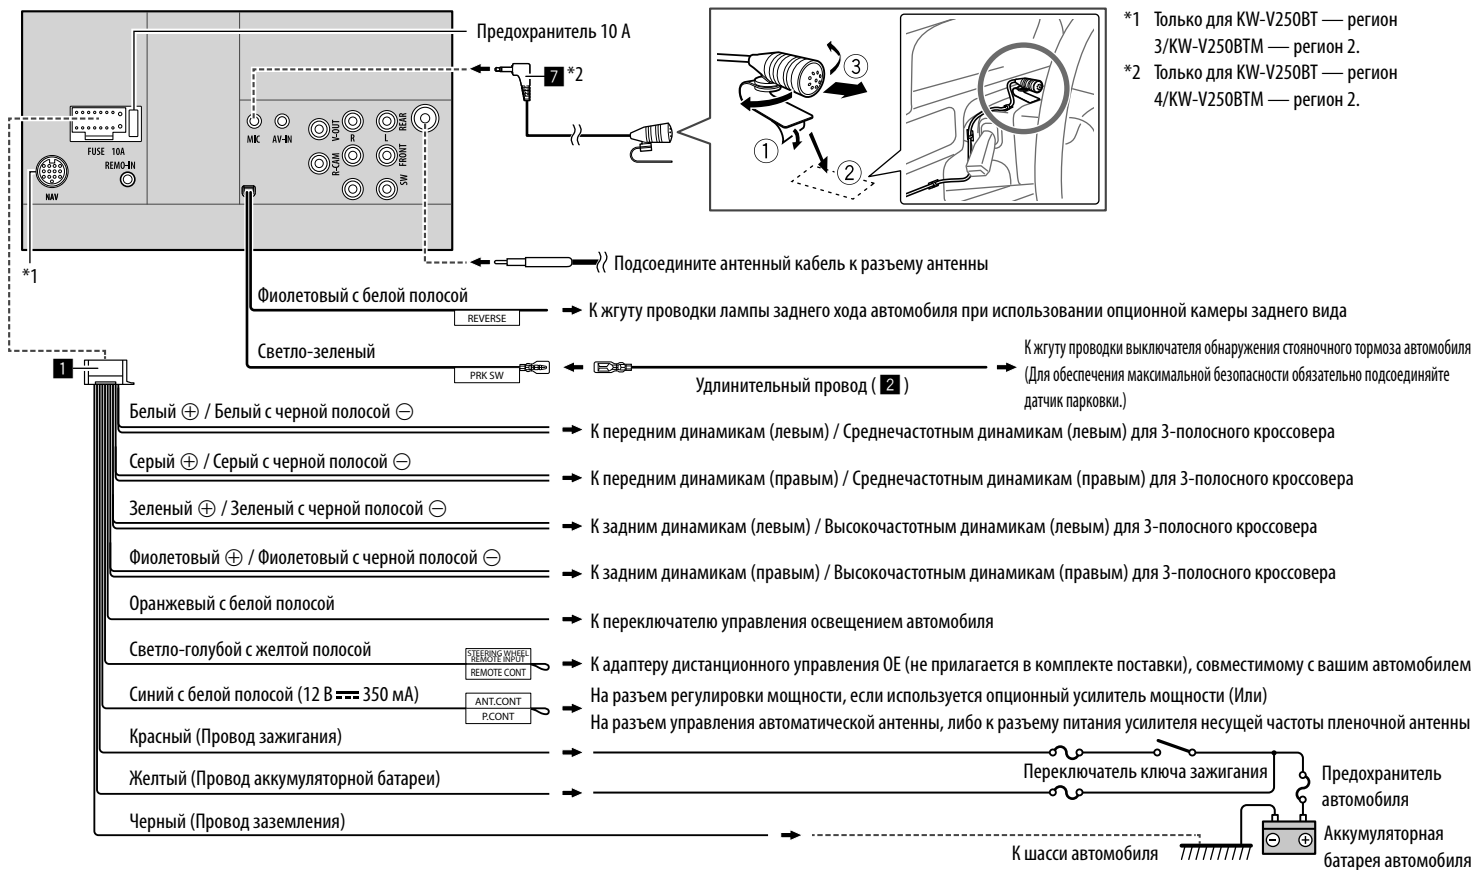 Предохранитель 10 А
7 *2
*1 Только для KW-V250BT — регион
3/KW-V250BTM — регион 2.
*2 Только для KW-V250BT — регион
4/KW-V250BTM — регион 2.
FUSE 10A
REMO-IN
NAV
MIC
AV-IN
V-OUT
R-CAM
R
L
REAR
FRONT
SW
1
2
3
*1
Подсоедините антенный кабель к разъему антенны
Фиолетовый с белой полосой
REVERSE
К жгуту проводки лампы заднего хода автомобиля при использовании опционной камеры заднего вида
Светло-зеленый
PRK SW
Удлинительный провод ( 2 )
К жгуту проводки выключателя обнаружения стояночного тормоза автомобиля
(Для обеспечения максимальной безопасности обязательно подсоединяйте
датчик парковки.)
1
Белый ⊕ / Белый с черной полосой ⊖
К передним динамикам (левым) / Среднечастотным динамикам (левым) для 3-полосного кроссовера
Серый ⊕ / Серый с черной полосой ⊖
К передним динамикам (правым) / Среднечастотным динамикам (правым) для 3-полосного кроссовера
Зеленый ⊕ / Зеленый с черной полосой ⊖
К задним динамикам (левым) / Высокочастотным динамикам (левым) для 3-полосного кроссовера
Фиолетовый ⊕ / Фиолетовый с черной полосой ⊖
К задним динамикам (правым) / Высокочастотным динамикам (правым) для 3-полосного кроссовера
Оранжевый с белой полосой
К переключателю управления освещением автомобиля
Светло-голубой с желтой полосой
STEERING WHEEL
REMOTE INPUT
REMOTE CONT
К адаптеру дистанционного управления OE (не прилагается в комплекте поставки), совместимому с вашим автомобилем
Синий с белой полосой (12 В ⎓ 350 мА)
ANT.CONT
P.CONT
На разъем регулировки мощности, если используется опционный усилитель мощности (Или)
На разъем управления автоматической антенны, либо к разъему питания усилителя несущей частоты пленочной антенны
Красный (Провод зажигания)
Переключатель ключа зажигания
Предохранитель
автомобиля
Желтый (Провод аккумуляторной батареи)
Черный (Провод заземления)
К шасси автомобиля
⊖ ⊕
Аккумуляторная
батарея автомобиля